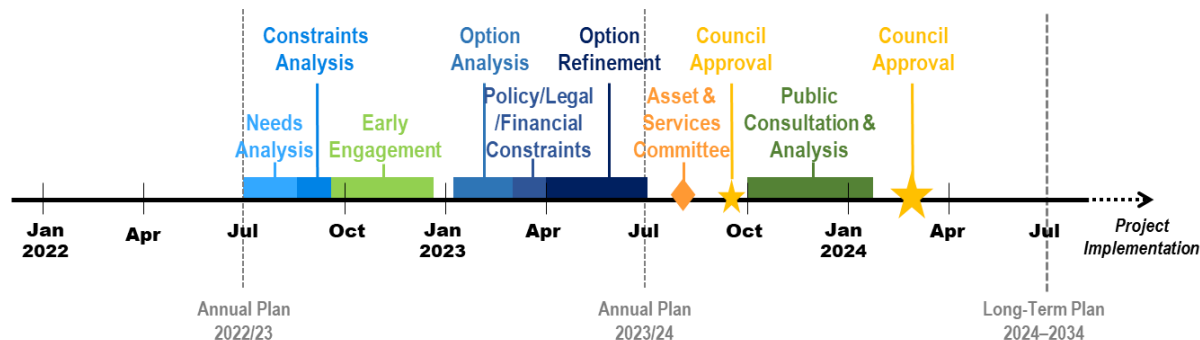 Constraints
Analysis
Option
Analysis
Option
Refinement
Council
Approval
Council
Approval
Needs
Analysis
Early
Engagement
Policy/Legal
/Financial
Constraints
Asset &
Services
Committee
Public
Consultation &
Analysis
Jan
2022
Apr
Jul
Oct
Jan
2023
Apr
Jul
Oct
Jan
2024
Apr
Jul
Project
Implementation
Annual Plan
2022/23
Annual Plan
2023/24
Long-Term Plan
2024–2034